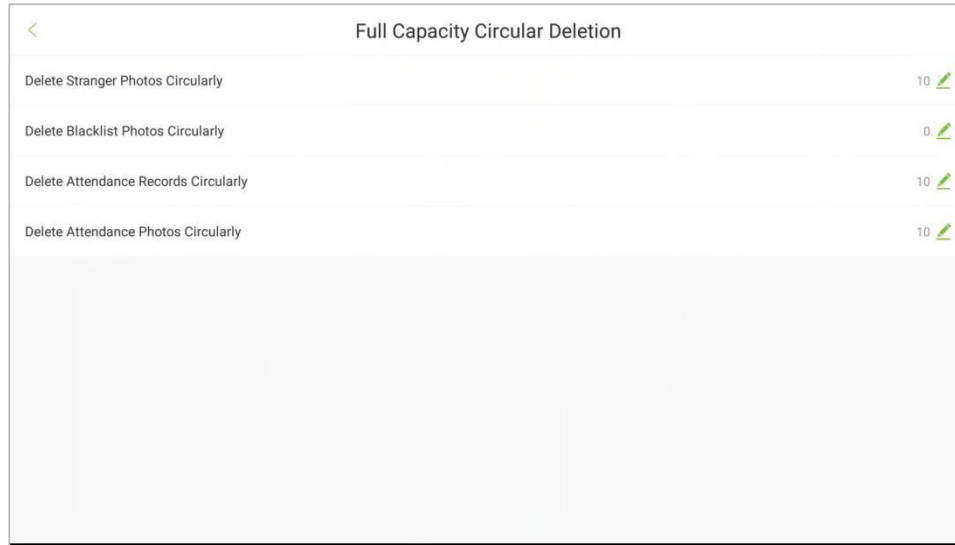 Full Capacity Circular Deletion
Delete Stranger Photos Circularly 10
Delete Blacklist Photos Circularly 0
Delete Attendance Records Circularly 10
Delete Attendance Photos Circularly 10